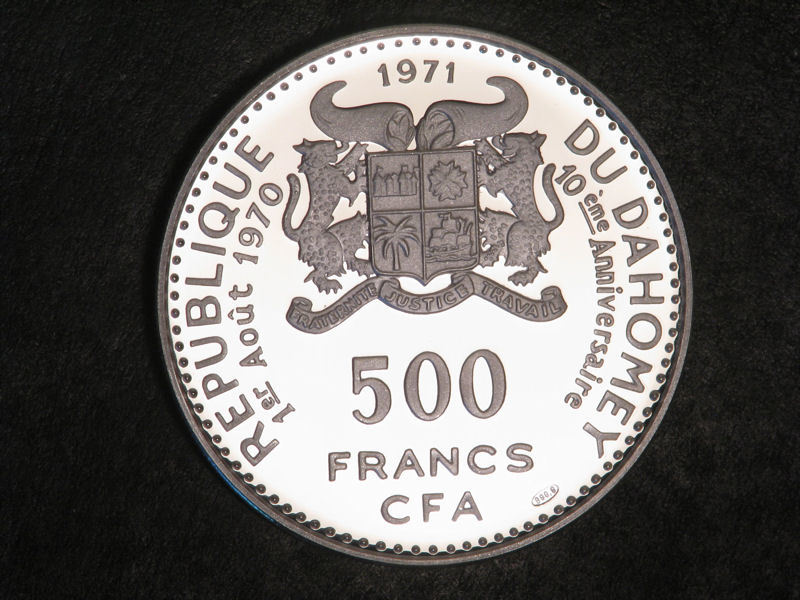 1971
REPUBLIQUE
DU DAHOMEY
1er Août 1970
10ème Anniversaire
FRATERNITE JUSTICE TRAVAIL
500
FRANCS
CFA